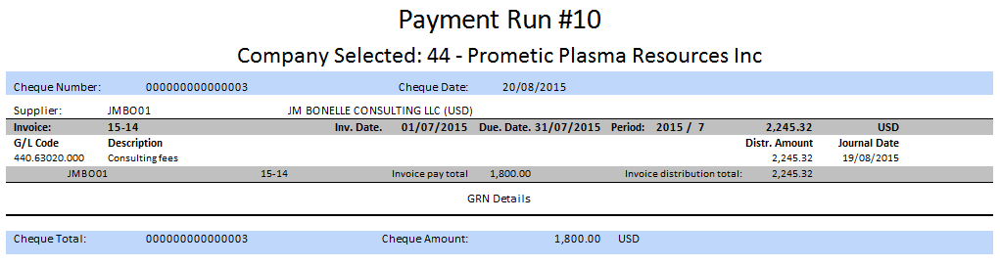 Payment Run #10
Company Selected: 44 - Prometic Plasma Resources Inc
Cheque Number: 000000000000003 Cheque Date: 20/08/2015
Supplier: JMBO01 JM BONELLE CONSULTING LLC (USD)
Invoice: 15-14 Inv. Date. 01/07/2015 Due. Date. 31/07/2015 Period: 2015 / 7 2,245.32 USD
G/L Code Description Distr. Amount Journal Date
440.63020.000 Consulting fees 2,245.32 19/08/2015
JMBO01 15-14 Invoice pay total 1,800.00 Invoice distribution total: 2,245.32
GRN Details
Cheque Total: 000000000000003 Cheque Amount: 1,800.00 USD